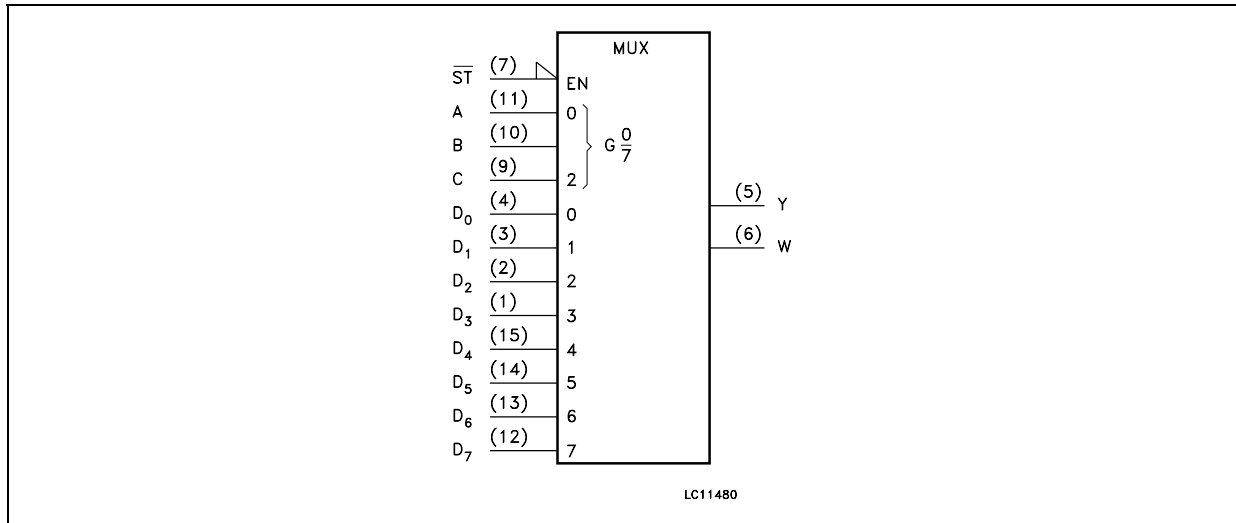 MUX
S̅T̅ (7) EN
A (11) 0
B (10) G 0/7
C (9) 2
D0 (4) 0
D1 (3) 1
D2 (2) 2
D3 (1) 3
D4 (15) 4
D5 (14) 5
D6 (13) 6
D7 (12) 7
(5) Y
(6) W
LC11480